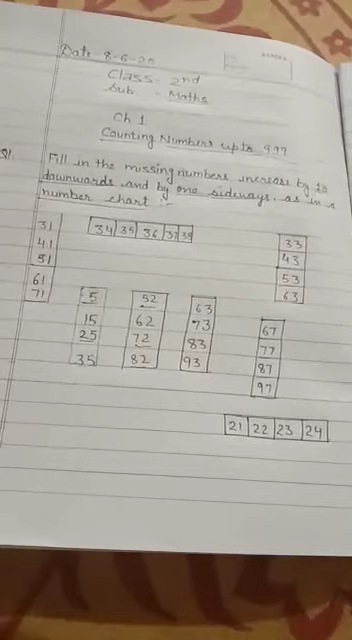 Date 8-6-20
Class - 2nd
Sub. - Maths
Ch 1
Counting Numbers upto 999
Q1 Fill in the missing numbers increase by 10
downwards and by one sideways, as in a
number chart :-
31
41
51
61
71
34 35 36 37 38
33
43
53
63
5
15
25
35
52
62
72
82
63
73
83
93
67
77
87
97
21 22 23 24